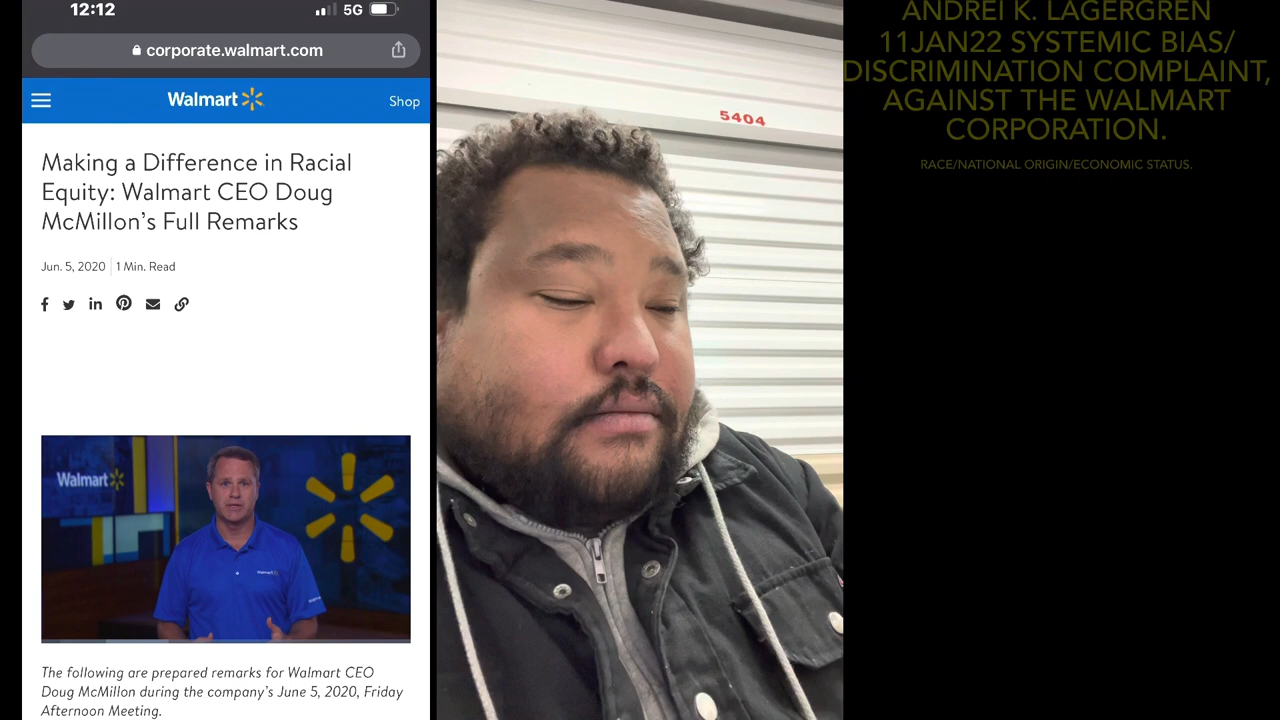 12:12
5G
corporate.walmart.com
Walmart
Shop
Making a Difference in Racial
Equity: Walmart CEO Doug
McMillon's Full Remarks
Jun. 5, 2020 | 1 Min. Read
Walmart
Walmart
The following are prepared remarks for Walmart CEO
Doug McMillon during the company's June 5, 2020, Friday
Afternoon Meeting.
5404
ANDREI K. LAGERGREN
11JAN22 SYSTEMIC BIAS/
DISCRIMINATION COMPLAINT,
AGAINST THE WALMART
CORPORATION.
RACE/NATIONAL ORIGIN/ECONOMIC STATUS.